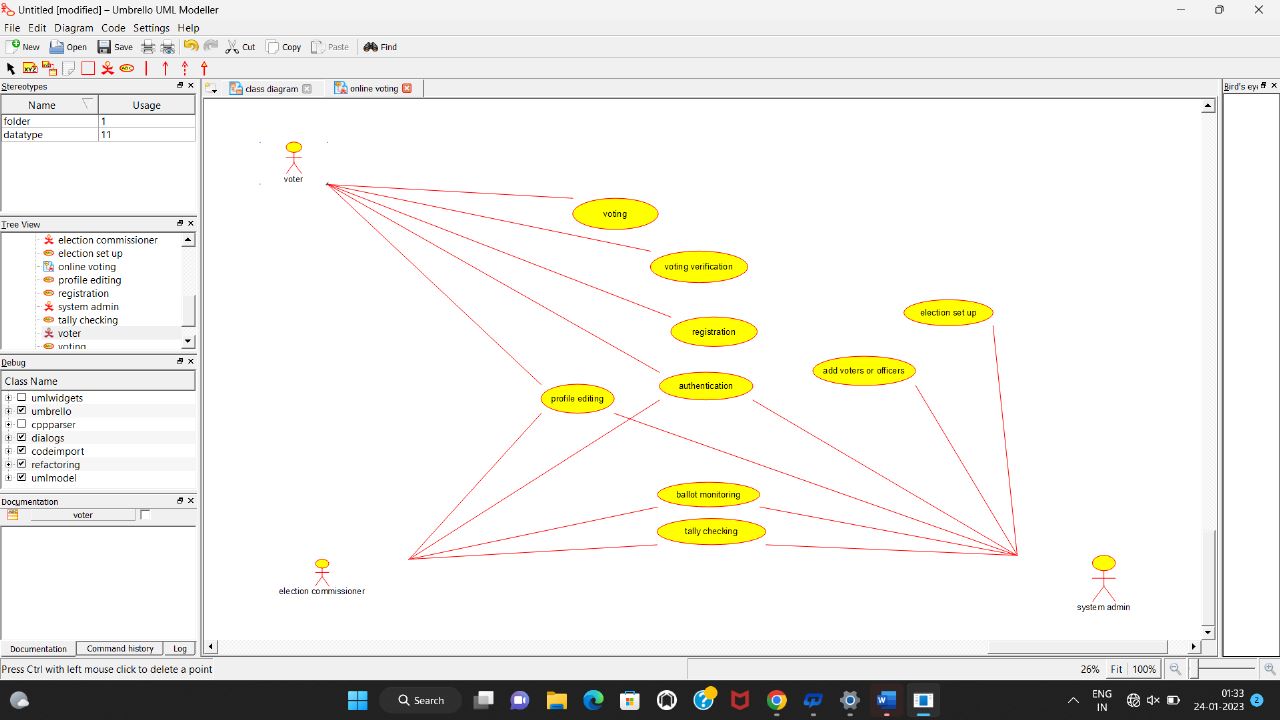 Untitled [modified] – Umbrello UML Modeller
File Edit Diagram Code Settings Help
New Open Save Cut Copy Paste Find
Stereotypes
Name Usage
folder 1
datatype 11
Tree View
election commissioner
election set up
online voting
profile editing
registration
system admin
tally checking
voter
voting
Debug
Class Name
umlwidgets
umbrello
cppparser
dialogs
codeimport
refactoring
umlmodel
Documentation
voter
Documentation Command history Log
class diagram online voting
voter
voting
voting verification
registration
election set up
add voters or officers
authentication
profile editing
ballot monitoring
tally checking
election commissioner
system admin
Bird's eye
Press Ctrl with left mouse click to delete a point
26% Fit 100%
Search
ENG
IN
01:33
24-01-2023
2